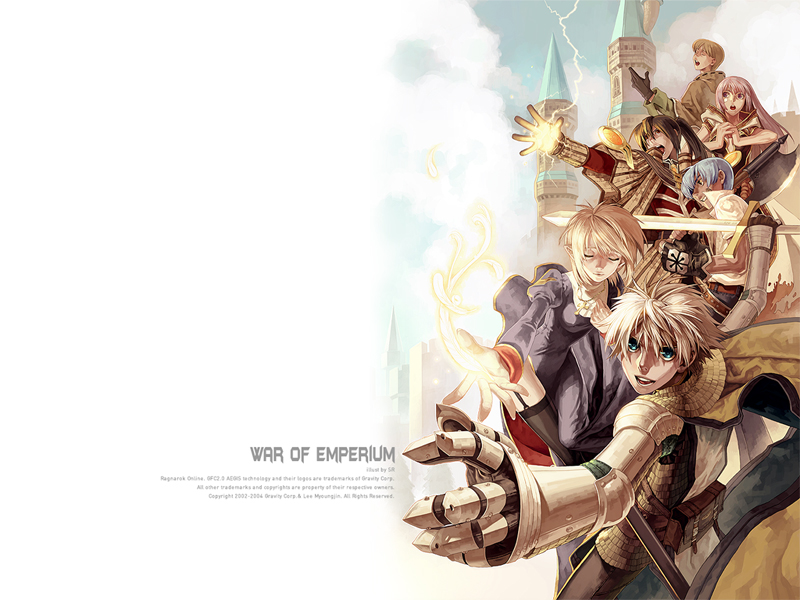 WAR OF EMPERIUM
illust by SR
Ragnarok Online, GFC2.0 AEGIS technology and their logos are trademarks of Gravity Corp.
All other trademarks and copyrights are property of their respective owners.
Copyright 2002-2004 Gravity Corp.& Lee Myoungjin. All Rights Reserved.